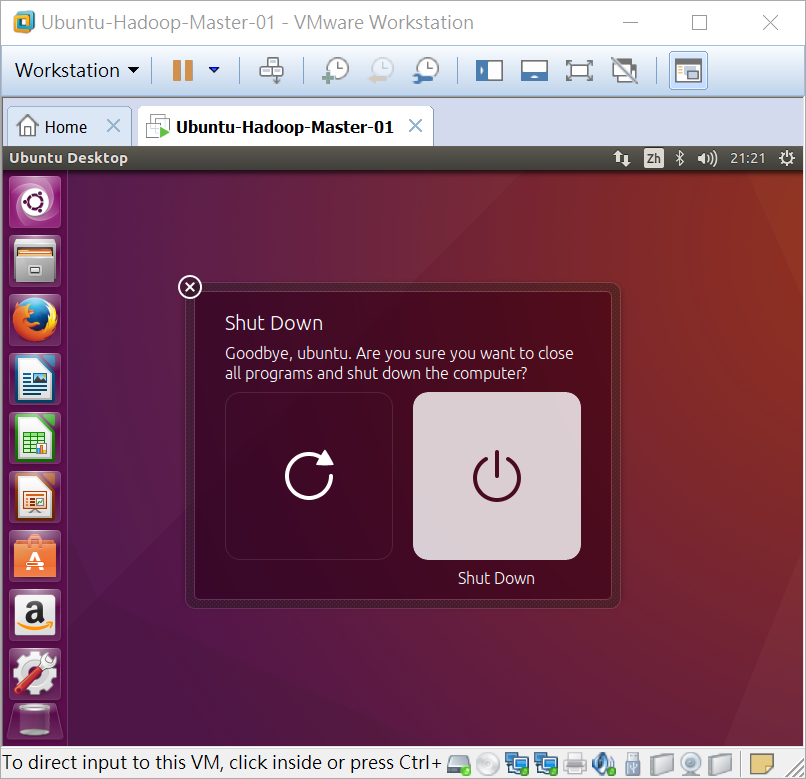 Ubuntu-Hadoop-Master-01 - VMware Workstation
Workstation
Home
Ubuntu-Hadoop-Master-01
Ubuntu Desktop
Zh
21:21
Shut Down
Goodbye, ubuntu. Are you sure you want to close
all programs and shut down the computer?
Shut Down
To direct input to this VM, click inside or press Ctrl+